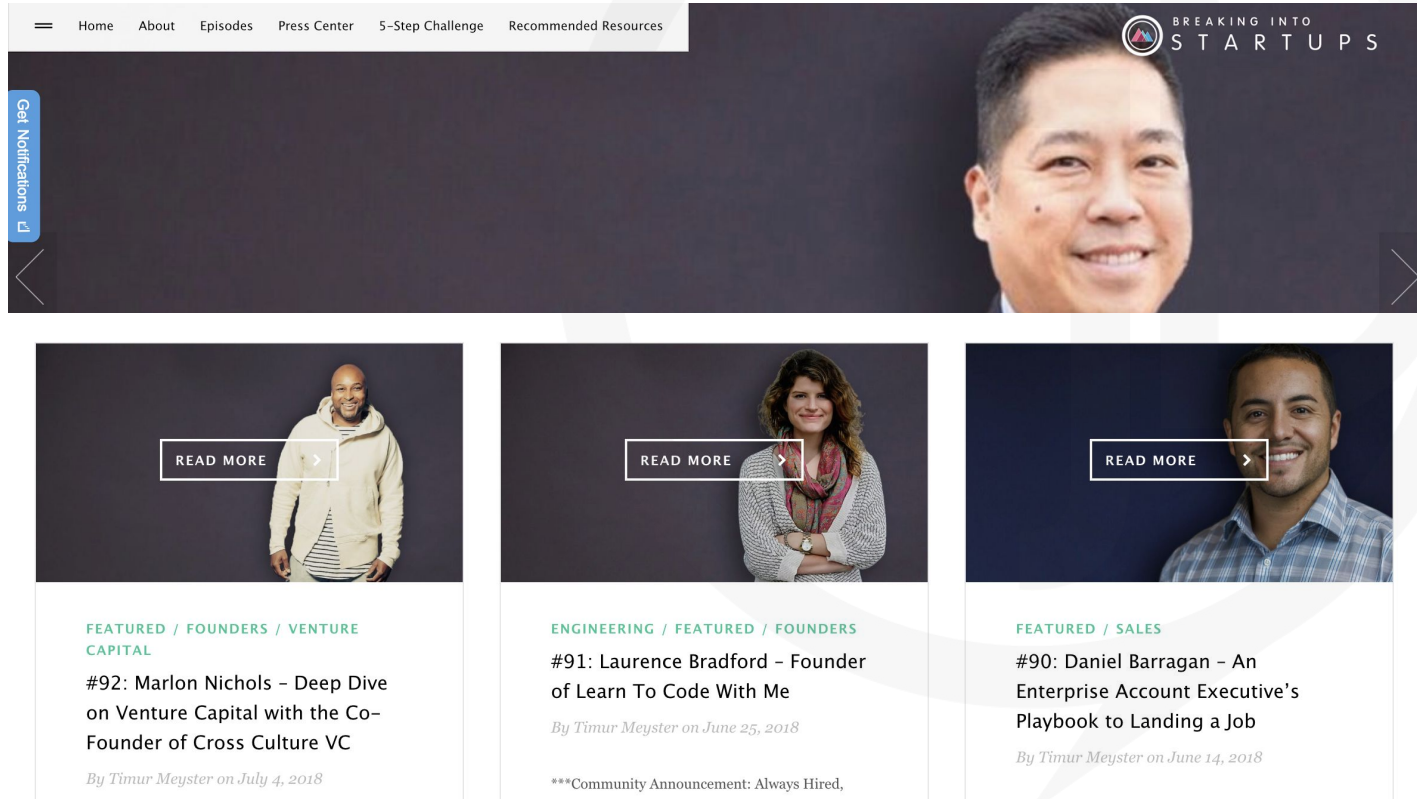 Home About Episodes Press Center 5-Step Challenge Recommended Resources
BREAKING INTO
STARTUPS
Get Notifications
READ MORE
READ MORE
READ MORE
FEATURED / FOUNDERS / VENTURE
CAPITAL
#92: Marlon Nichols – Deep Dive
on Venture Capital with the Co-
Founder of Cross Culture VC
By Timur Meyster on July 4, 2018
ENGINEERING / FEATURED / FOUNDERS
#91: Laurence Bradford – Founder
of Learn To Code With Me
By Timur Meyster on June 25, 2018
***Community Announcement: Always Hired,
FEATURED / SALES
#90: Daniel Barragan – An
Enterprise Account Executive’s
Playbook to Landing a Job
By Timur Meyster on June 14, 2018